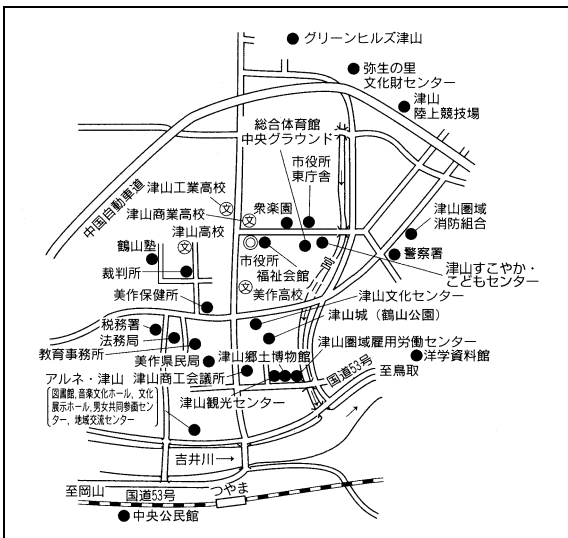 グリーンヒルズ津山
弥生の里
文化財センター
津山
陸上競技場
総合体育館
中央グラウンド
市役所
東庁舎
中国自動車道
津山工業高校
文
津山商業高校
文
衆楽園
津山高校
文
津山圏域
消防組合
鶴山塾
警察署
裁判所
市役所
福祉会館
宮川
津山すこやか・
こどもセンター
文
美作高校
美作保健所
津山文化センター
津山城（鶴山公園）
税務署
法務局
教育事務所
津山圏域雇用労働センター
津山郷土博物館
洋学資料館
美作県民局
国道53号
至鳥取
アルネ・津山
津山商工会議所
図書館,音楽文化ホール,文化
展示ホール,男女共同参画セン
ター,地域交流センター
津山観光センター
吉井川→
至岡山
国道53号
つやま
中央公民館